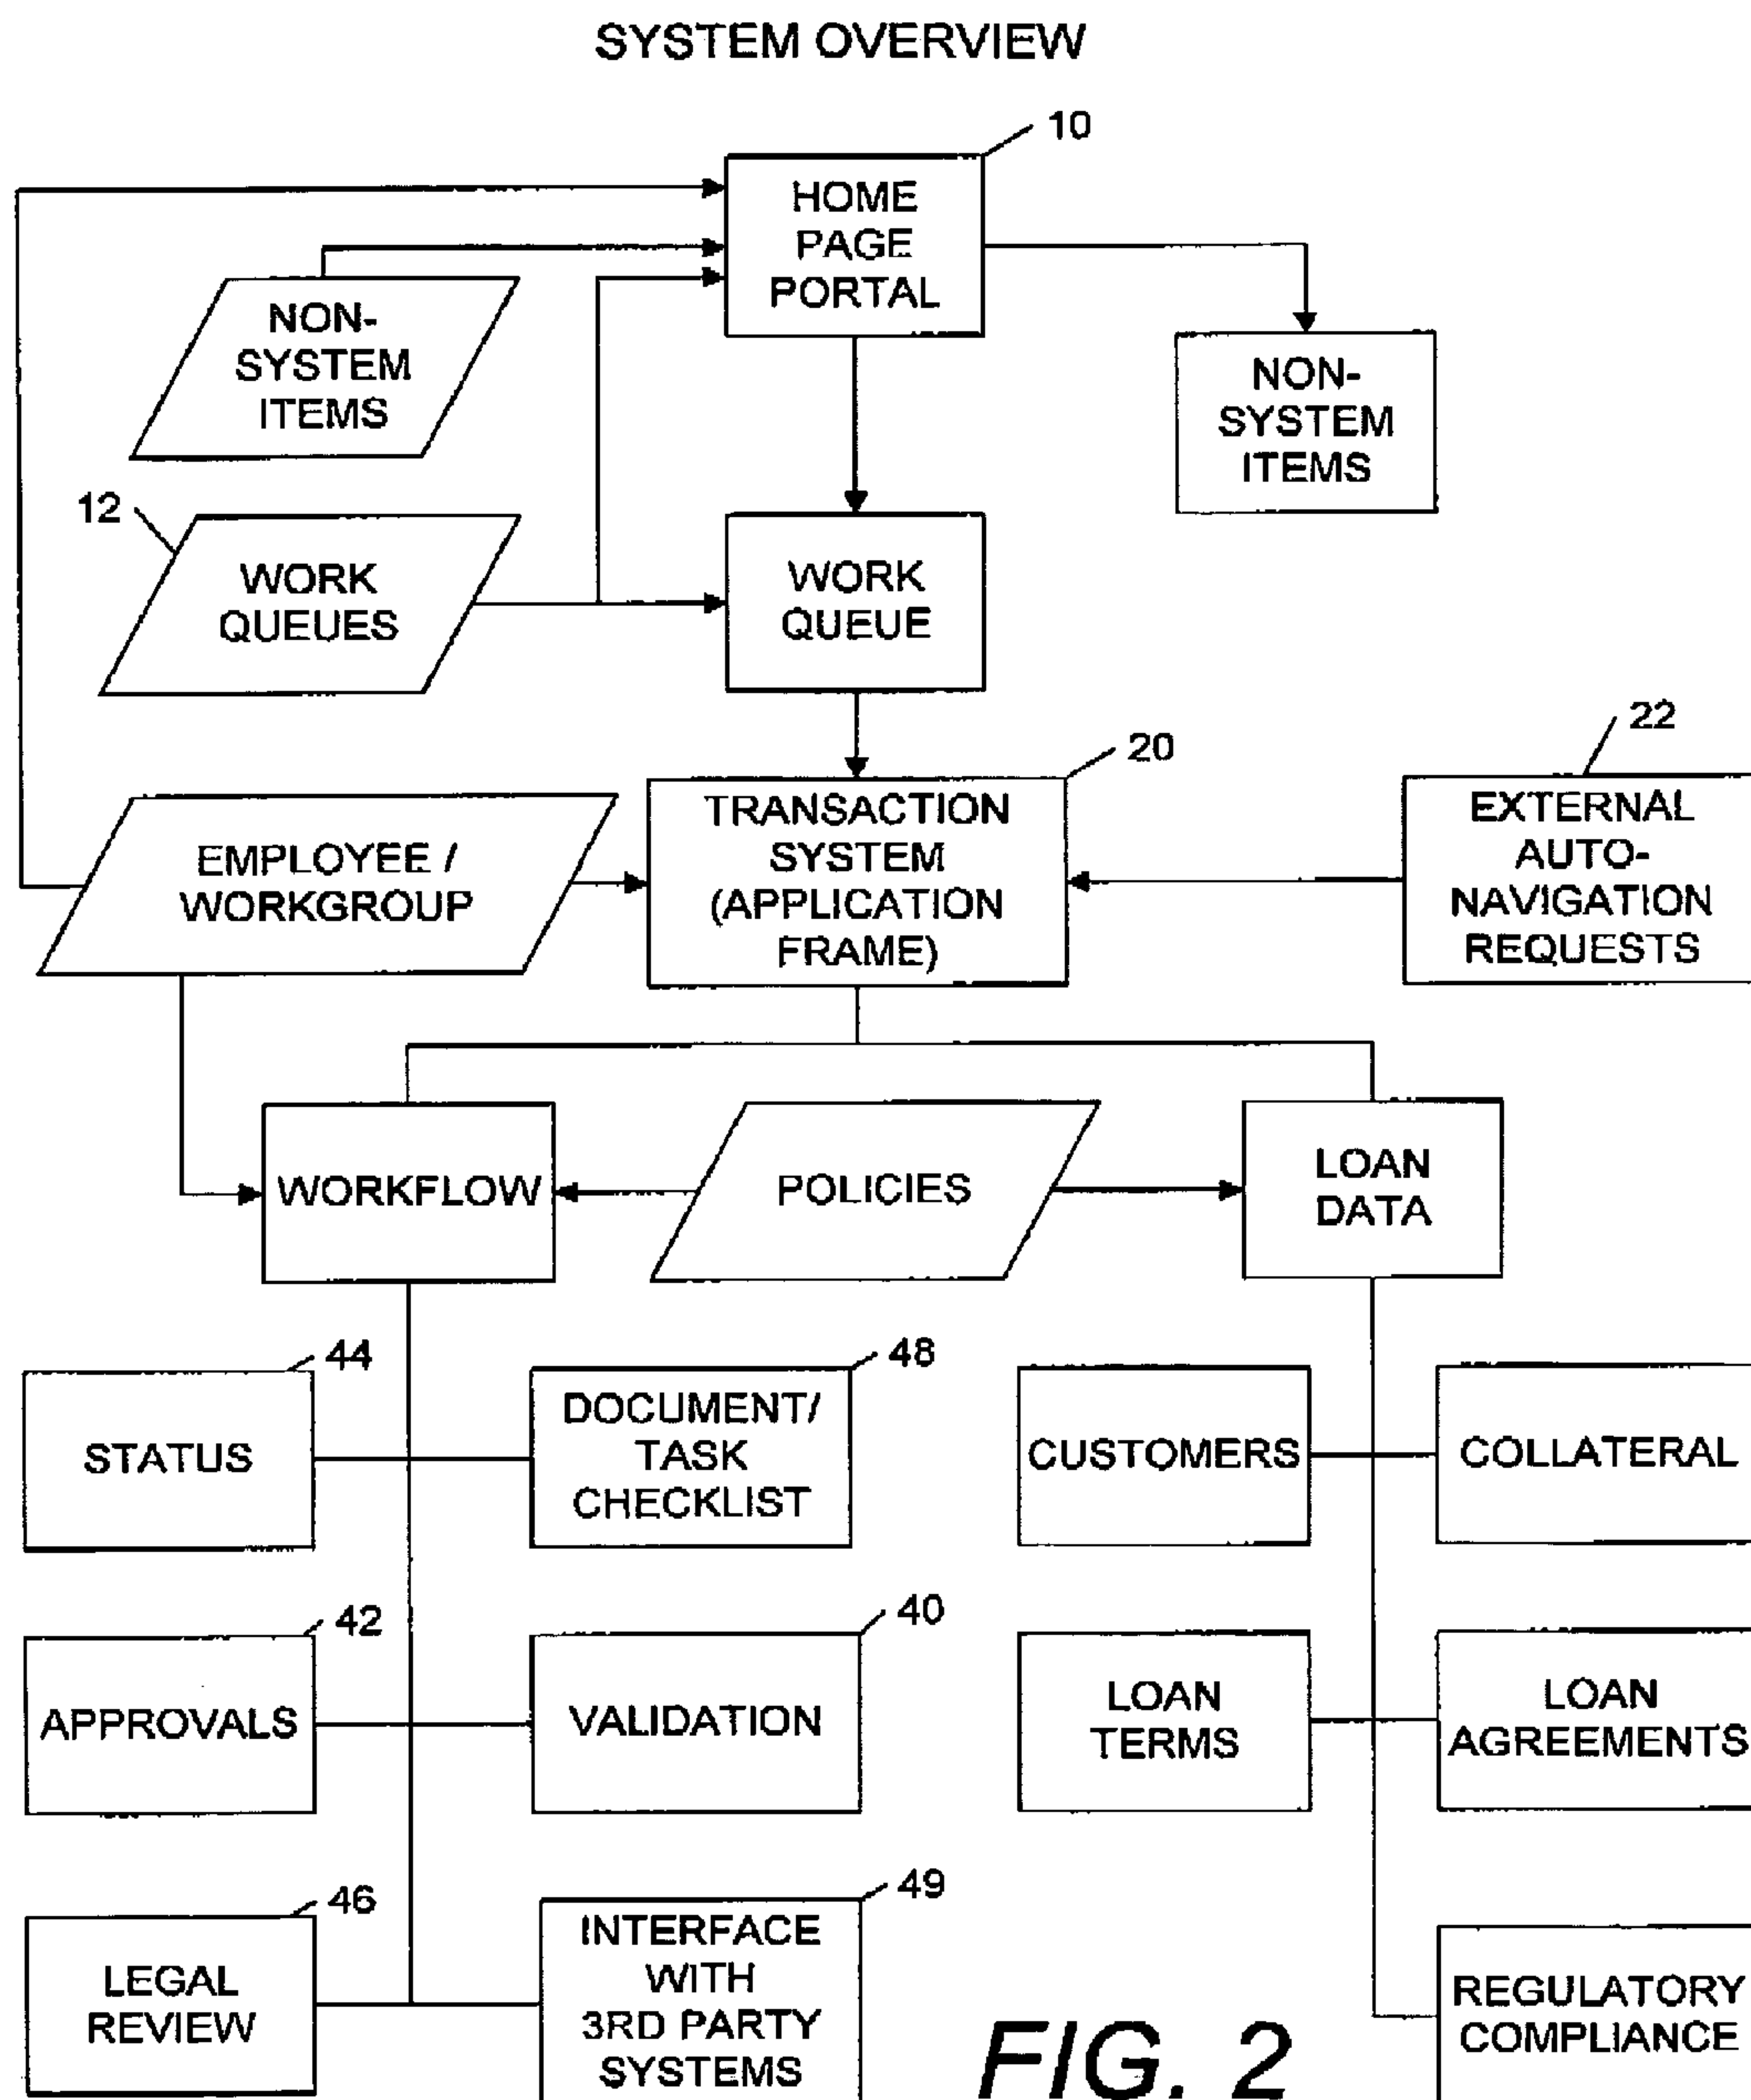 SYSTEM OVERVIEW
10
HOME
PAGE
PORTAL
NON-
SYSTEM
ITEMS
NON-
SYSTEM
ITEMS
12
WORK
QUEUES
WORK
QUEUE
22
20
EMPLOYEE /
WORKGROUP
TRANSACTION
SYSTEM
(APPLICATION
FRAME)
EXTERNAL
AUTO-
NAVIGATION
REQUESTS
WORKFLOW
POLICIES
LOAN
DATA
44
48
STATUS
DOCUMENT/
TASK
CHECKLIST
CUSTOMERS
COLLATERAL
42
40
APPROVALS
VALIDATION
LOAN
TERMS
LOAN
AGREEMENTS
46
49
LEGAL
REVIEW
INTERFACE
WITH
3RD PARTY
SYSTEMS
REGULATORY
COMPLIANCE
FIG. 2